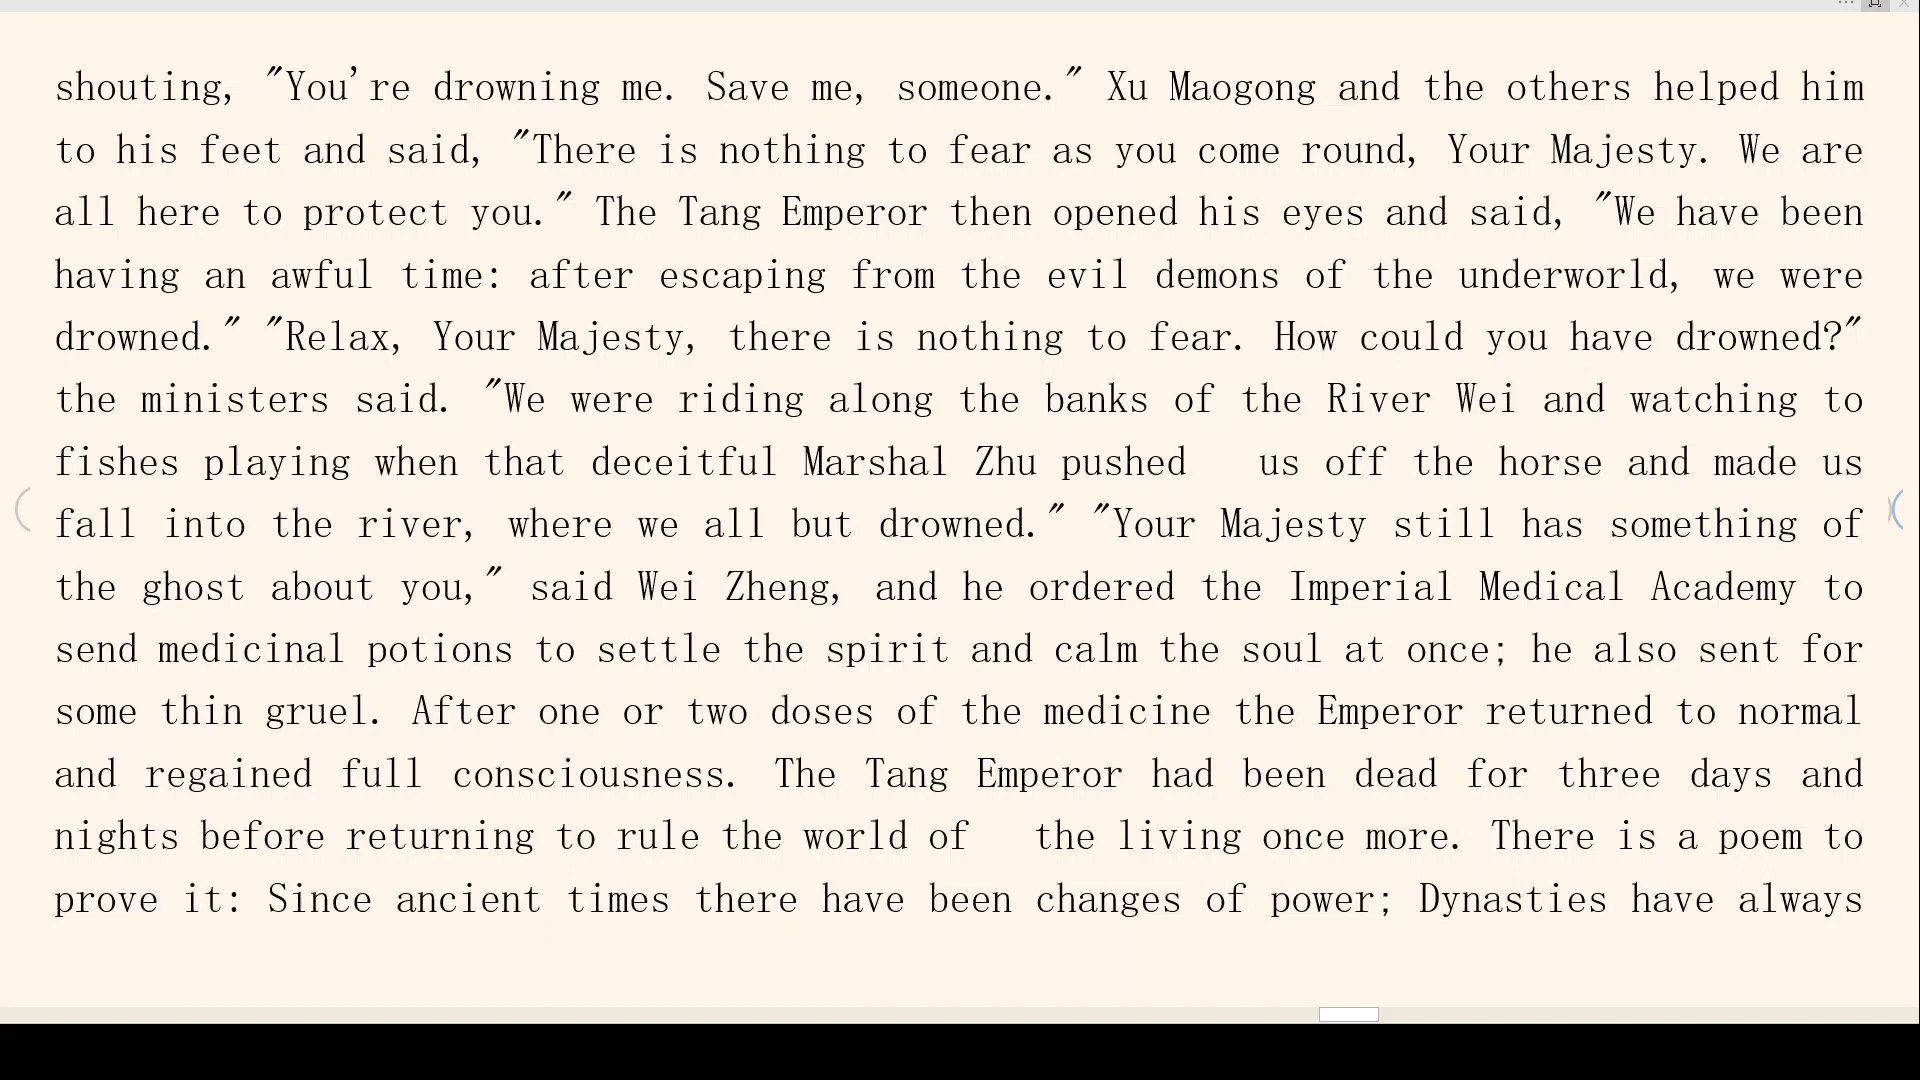 shouting, "You're drowning me. Save me, someone." Xu Maogong and the others helped him
to his feet and said, "There is nothing to fear as you come round, Your Majesty. We are
all here to protect you." The Tang Emperor then opened his eyes and said, "We have been
having an awful time: after escaping from the evil demons of the underworld, we were
drowned." "Relax, Your Majesty, there is nothing to fear. How could you have drowned?"
the ministers said. "We were riding along the banks of the River Wei and watching to
fishes playing when that deceitful Marshal Zhu pushed us off the horse and made us
fall into the river, where we all but drowned." "Your Majesty still has something of
the ghost about you," said Wei Zheng, and he ordered the Imperial Medical Academy to
send medicinal potions to settle the spirit and calm the soul at once; he also sent for
some thin gruel. After one or two doses of the medicine the Emperor returned to normal
and regained full consciousness. The Tang Emperor had been dead for three days and
nights before returning to rule the world of the living once more. There is a poem to
prove it: Since ancient times there have been changes of power; Dynasties have always